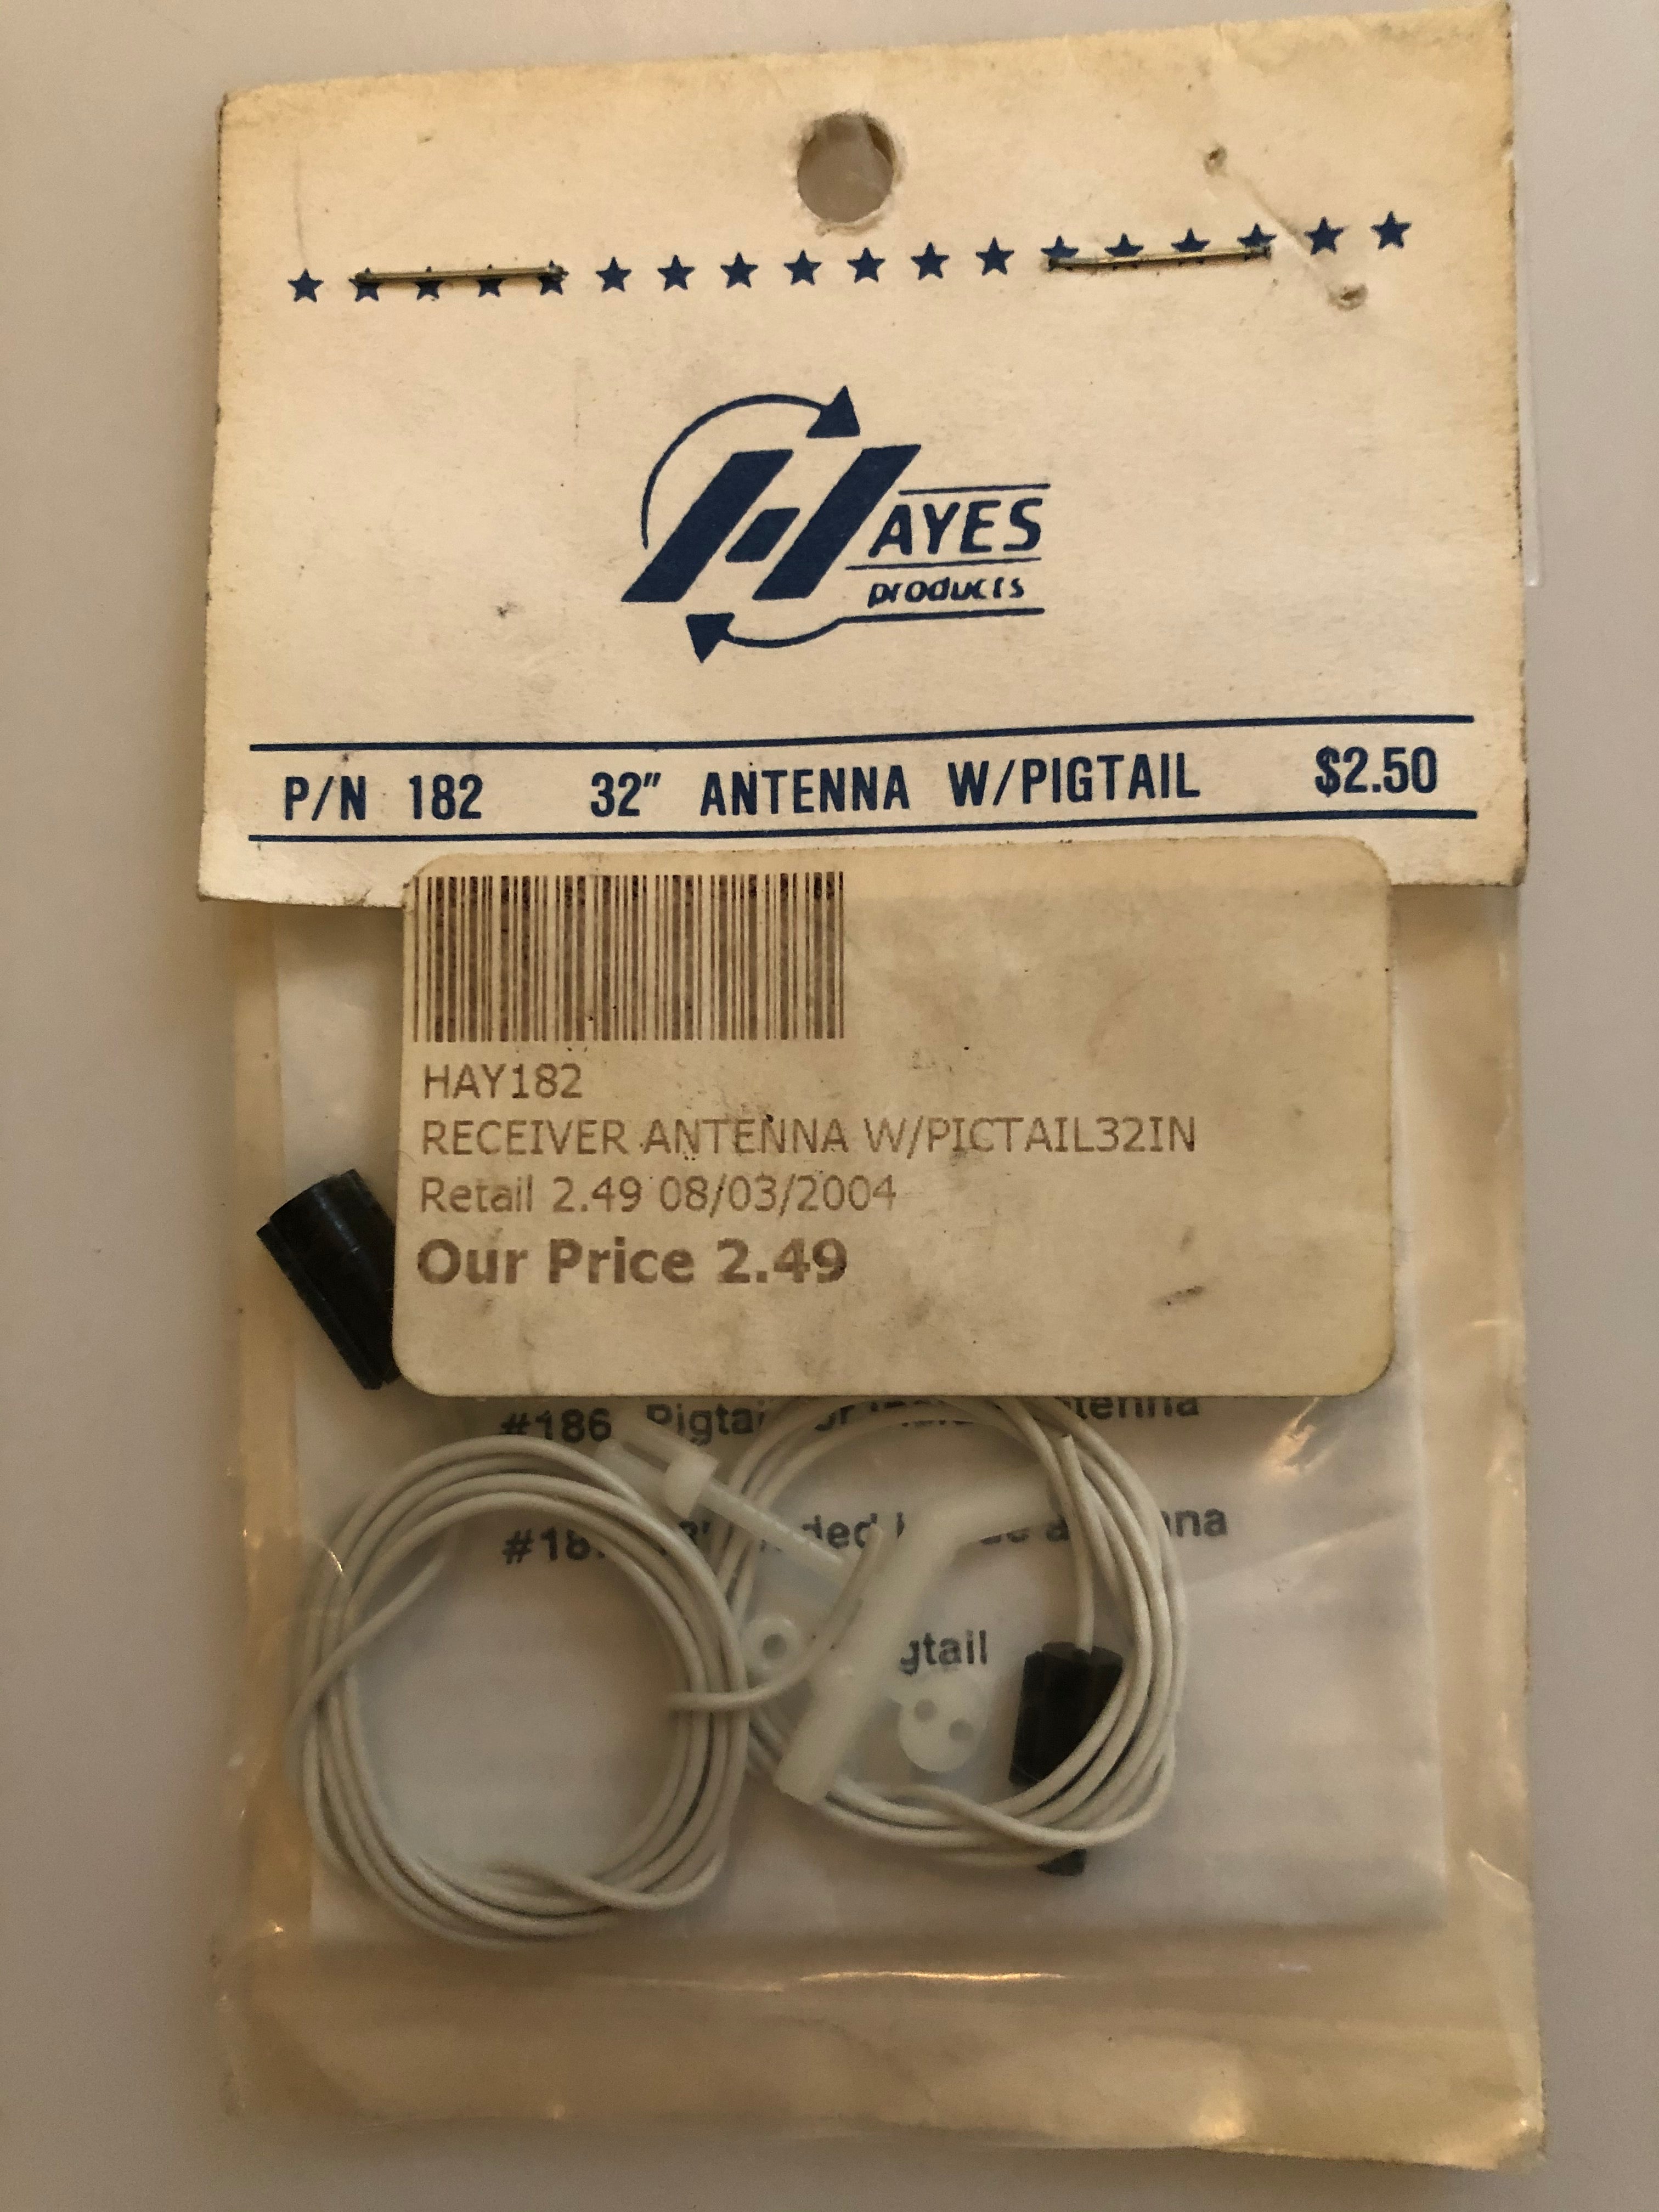 HAYES
products
P/N 182 32" ANTENNA W/PIGTAIL $2.50
HAY182
RECEIVER ANTENNA W/PICTAIL32IN
Retail 2.49 08/03/2004
Our Price 2.49
#186